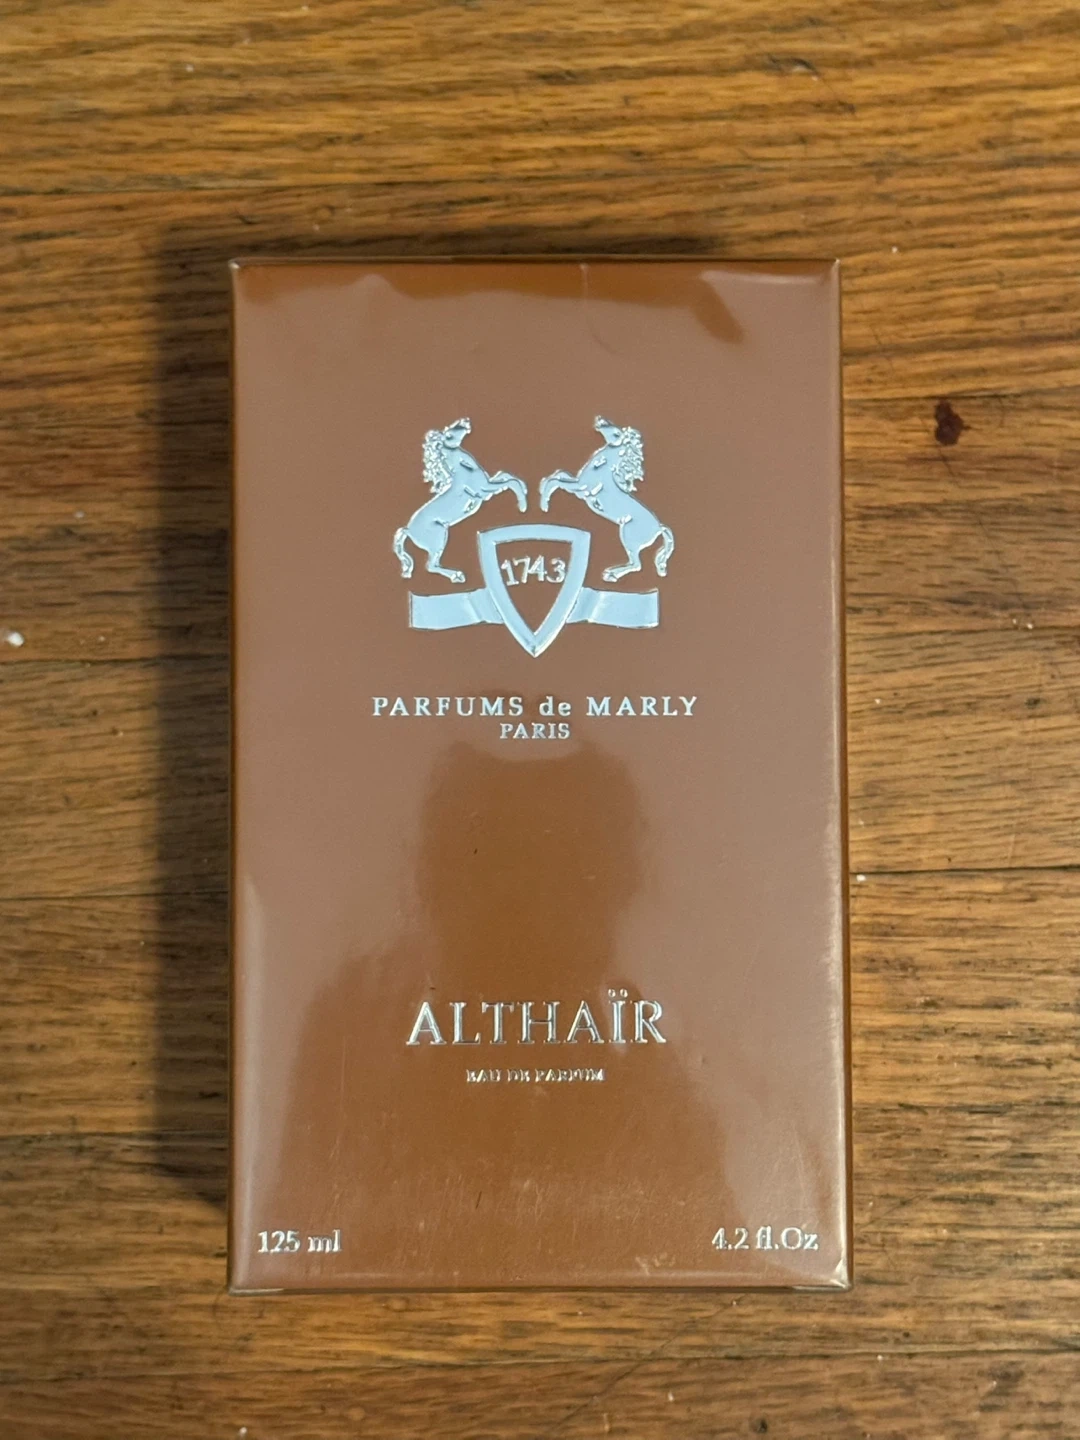 1743
PARFUMS de MARLY
PARIS
ALTHAÏR
EAU DE PARFUM
125 ml
4.2 fl.Oz